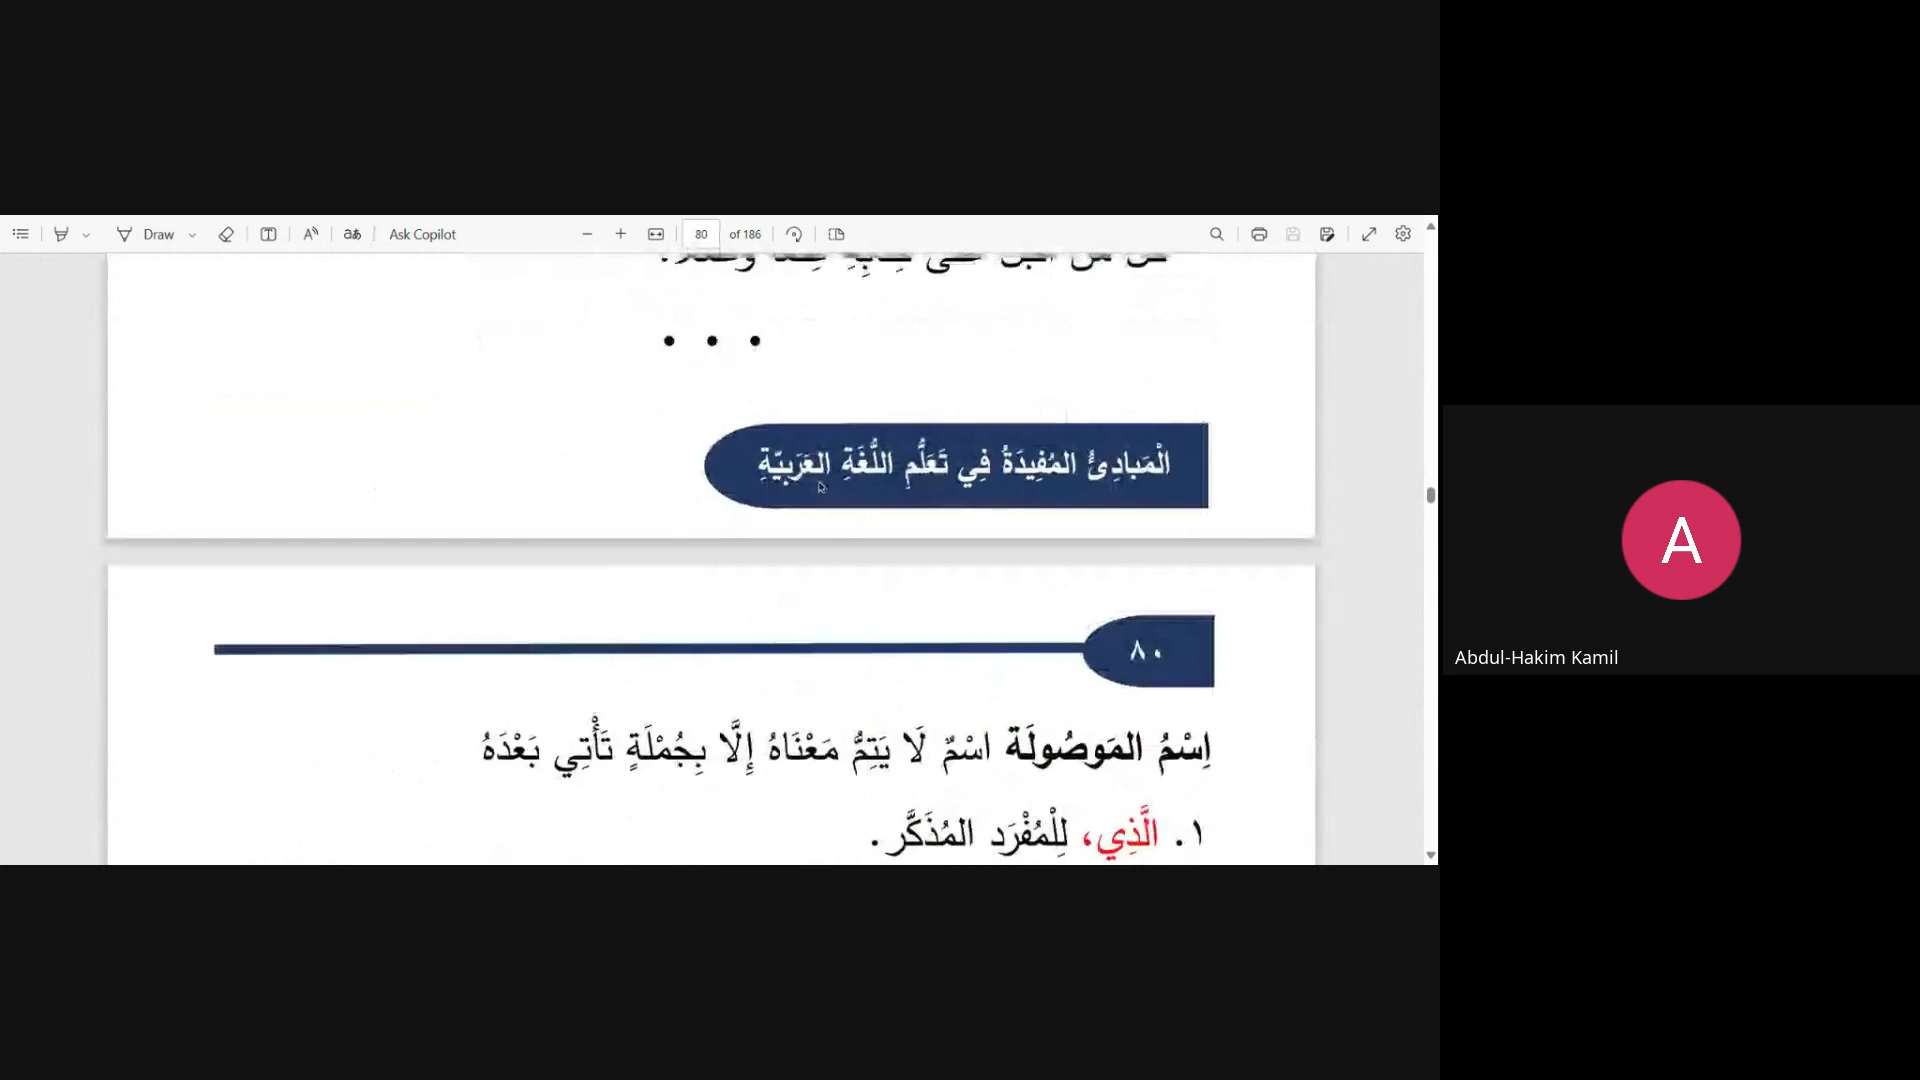 Draw
Ask Copilot
80 of 186
. . .
الْمَبادِئُ المُفِيدَةُ فِي تَعَلُّمِ اللُّغَةِ العَرَبِيّةِ
٨٠
اِسْمُ المَوصُولَة اسْمٌ لَا يَتِمُّ مَعْنَاهُ إِلَّا بِجُمْلَةٍ تَأْتِي بَعْدَهُ
١. الَّذِي، لِلْمُفْرَد المُذَكَّر.
A
Abdul-Hakim Kamil